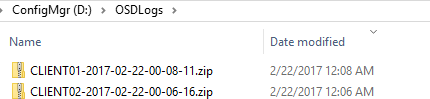 ConfigMgr (D:) > OSDLogs >
Name Date modified
CLIENT01-2017-02-22-00-08-11.zip 2/22/2017 12:08 AM
CLIENT02-2017-02-22-00-06-16.zip 2/22/2017 12:06 AM